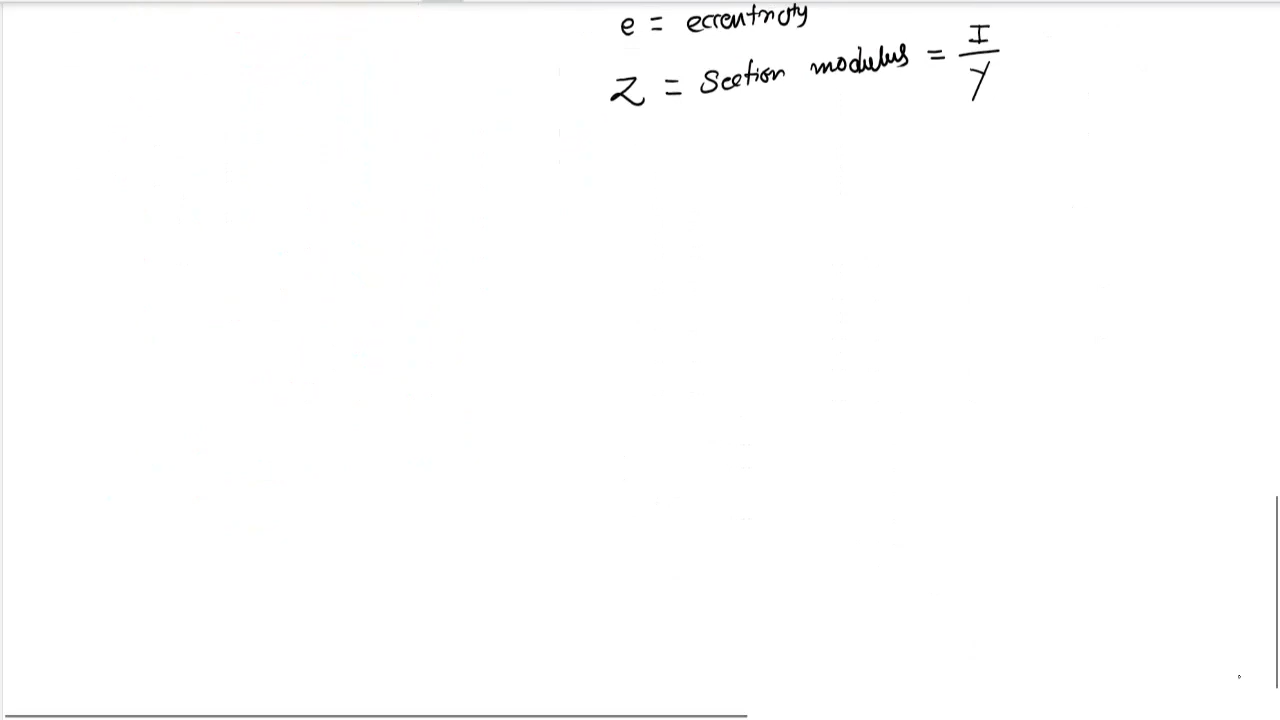 e = eccentricity
Z = Section modulus = I/y